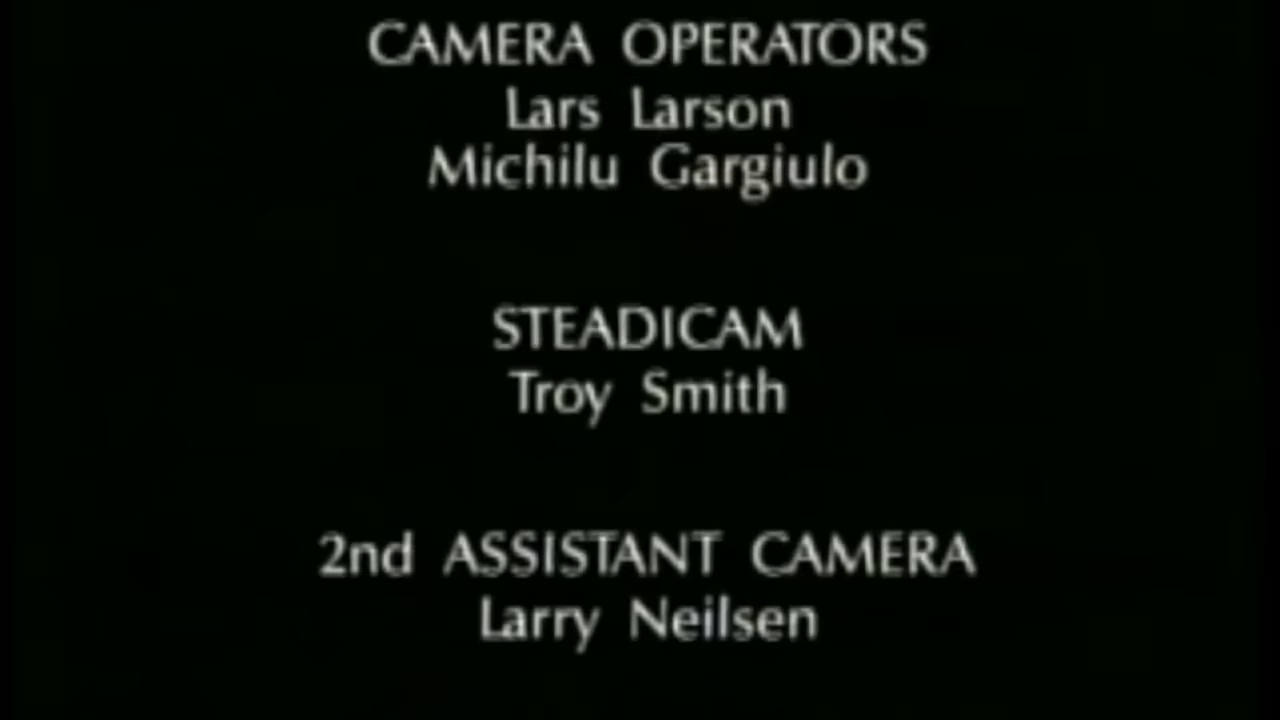 CAMERA OPERATORS
Lars Larson
Michilu Gargiulo
STEADICAM
Troy Smith
2nd ASSISTANT CAMERA
Larry Neilsen